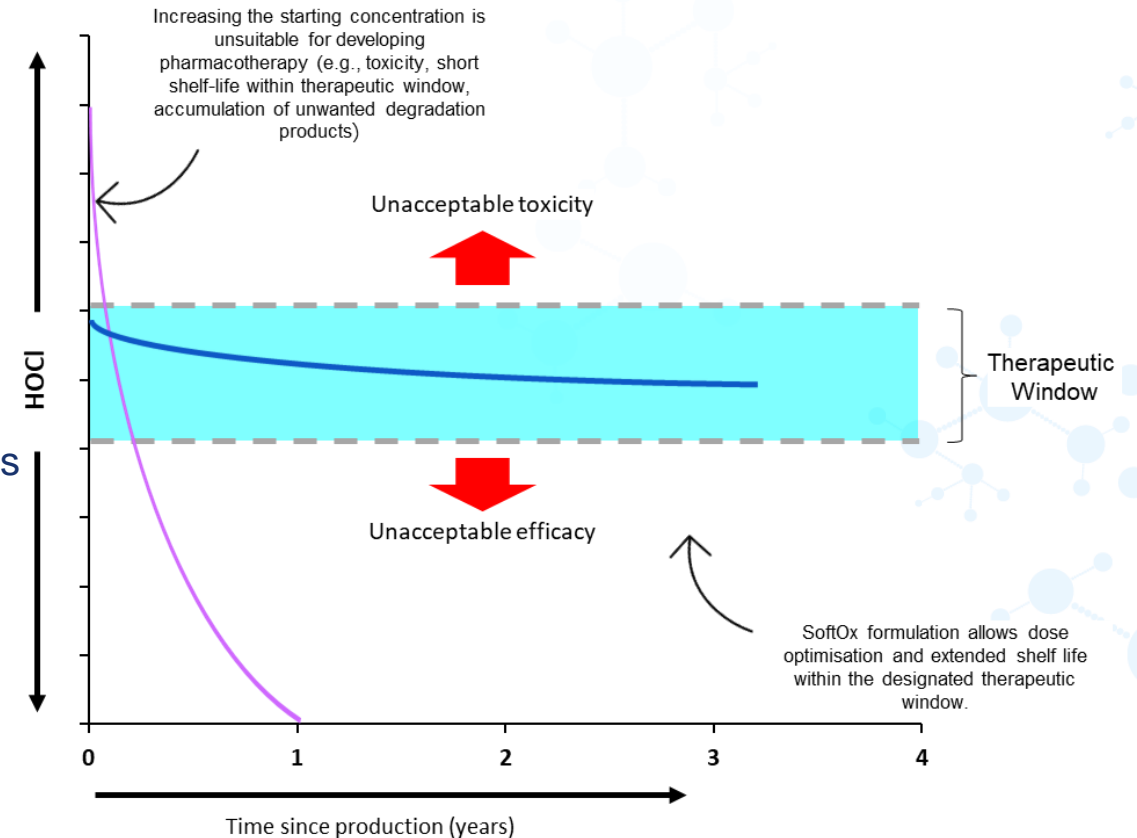 Increasing the starting concentration is
unsuitable for developing
pharmacotherapy (e.g., toxicity, short
shelf-life within therapeutic window,
accumulation of unwanted degradation
products)
Unacceptable toxicity
HOCl
Therapeutic
Window
s
Unacceptable efficacy
SoftOx formulation allows dose
optimisation and extended shelf life
within the designated therapeutic
window.
0 1 2 3 4
Time since production (years)